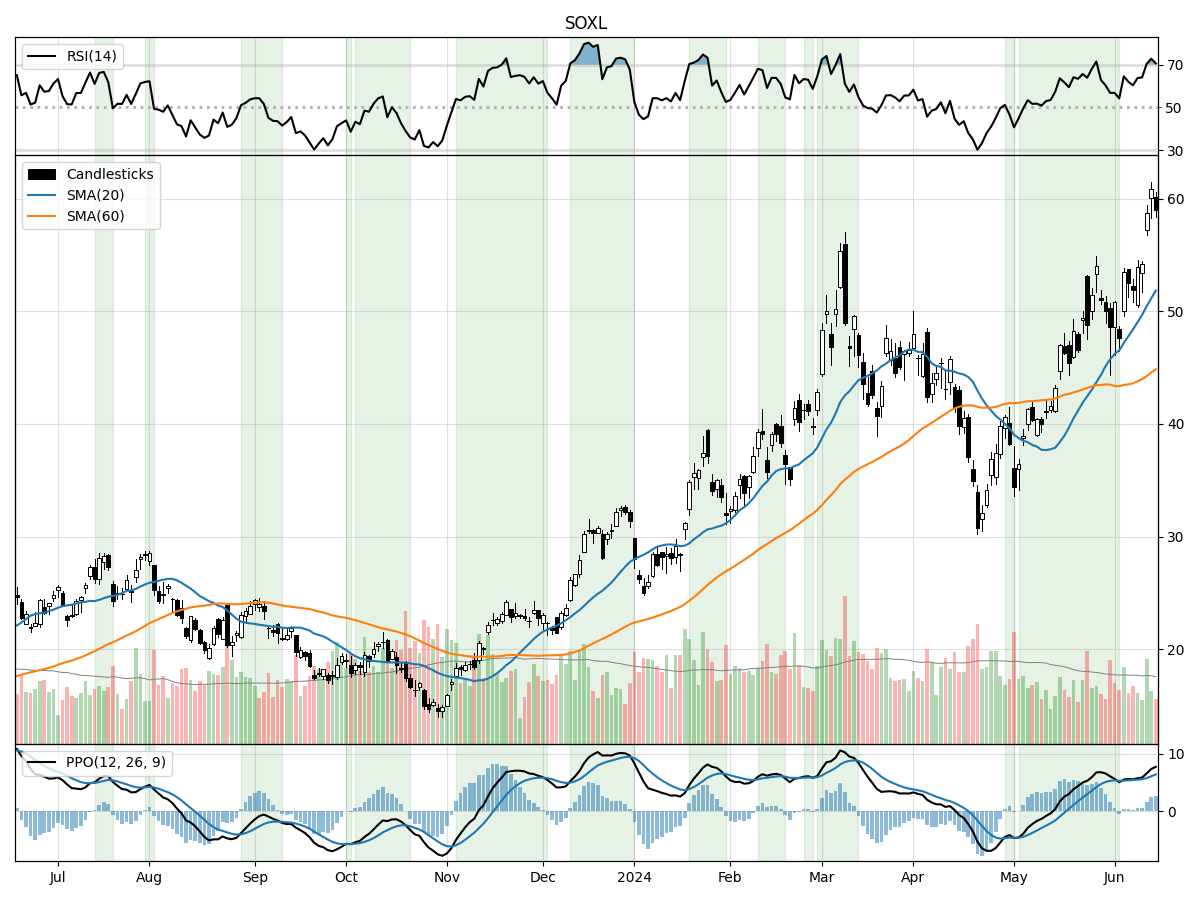 SOXL
RSI(14)
70
50
30
Candlesticks
SMA(20)
SMA(60)
60
50
40
30
20
PPO(12, 26, 9)
10
0
Jul Aug Sep Oct Nov Dec 2024 Feb Mar Apr May Jun